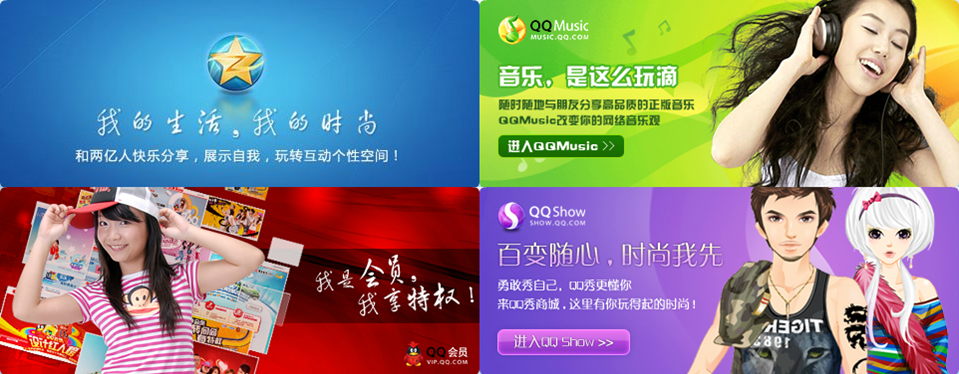 我的生活,我的时尚
和两亿人快乐分享，展示自我，玩转互动个性空间！
QQMusic
MUSIC.QQ.COM
音乐，是这么玩滴
随时随地与朋友分享高品质的正版音乐
QQMusic改变你的网络音乐观
进入QQMusic >>
我是会员,
我享特权！
QQ会员
VIP.QQ.COM
QQ Show
SHOW.QQ.COM
百变随心,时尚我先
勇敢秀自己，QQ秀更懂你
来QQ秀商城，这里有你玩得起的时尚！
进入QQ Show >>
TIGER
1983